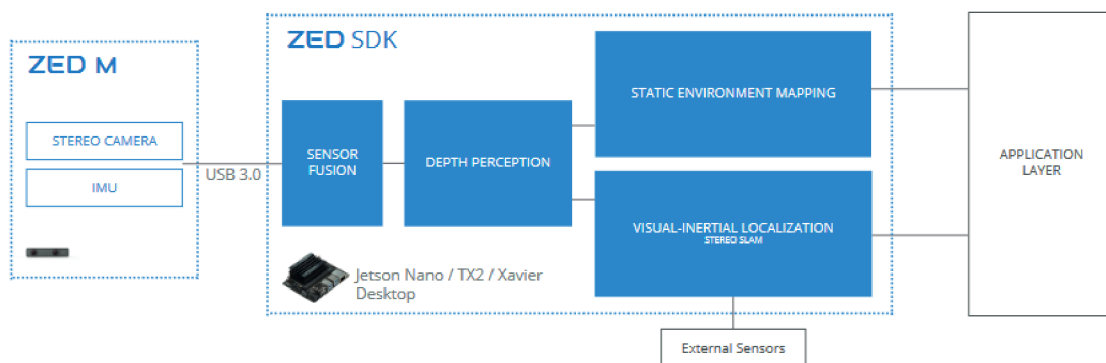 ZED M
STEREO CAMERA
IMU
USB 3.0
ZED SDK
SENSOR
FUSION
DEPTH PERCEPTION
STATIC ENVIRONMENT MAPPING
VISUAL-INERTIAL LOCALIZATION
STEREO SLAM
Jetson Nano / TX2 / Xavier
Desktop
External Sensors
APPLICATION
LAYER